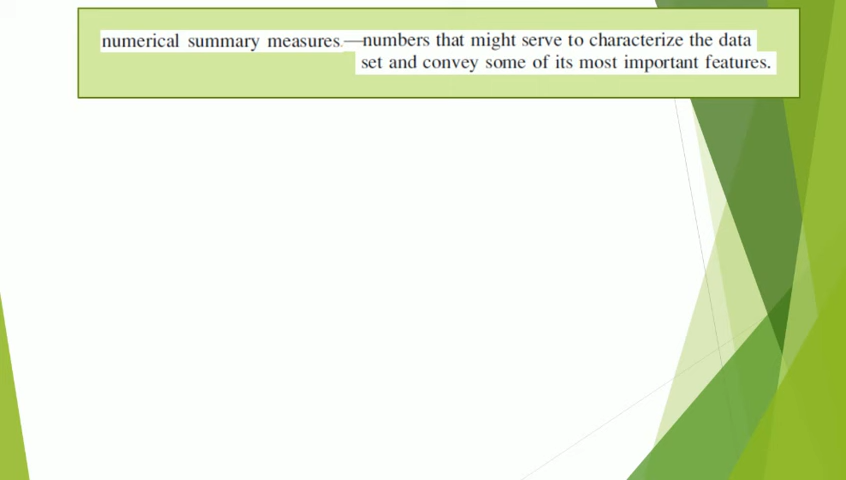 numerical summary measures—numbers that might serve to characterize the data
set and convey some of its most important features.